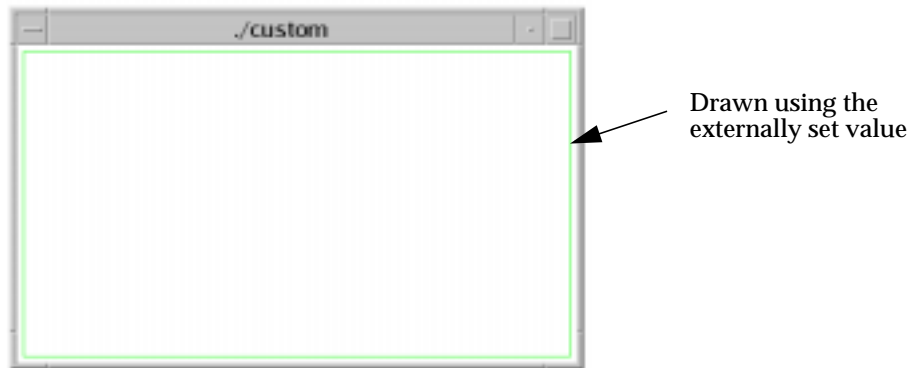 ./custom
Drawn using the
externally set value